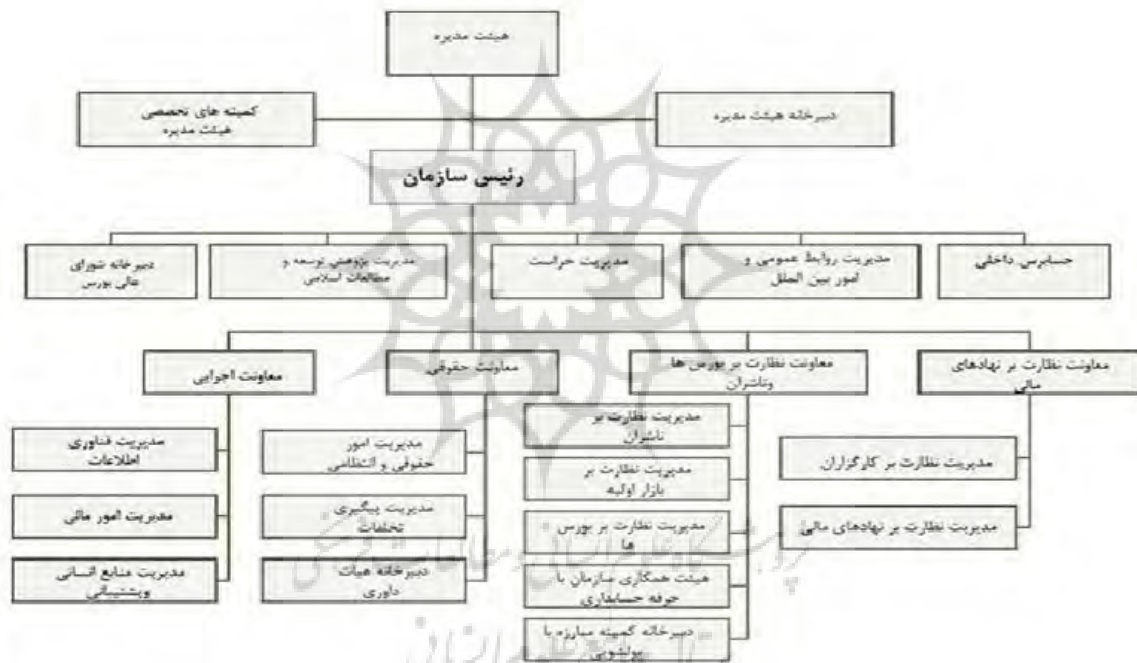 هیئت مدیره
دبیرخانه هیئت مدیره
کمیته های تخصصی
هیئت مدیره
رئیس سازمان
حسابرس داخلی
مدیریت روابط عمومی و
امور بین الملل
مدیریت حراست
مدیریت پژوهش توسعه و
مطالعات اسلامی
دبیرخانه شورای
عالی بورس
معاونت نظارت بر نهادهای
مالی
معاونت نظارت بر بورس ها
وناشران
معاونت حقوقی
معاونت اجرایی
مدیریت نظارت بر کارگزاران
مدیریت نظارت بر نهادهای مالی
مدیریت نظارت بر
ناشران
مدیریت نظارت بر
بازار اولیه
مدیریت نظارت بر بورس
ها
هیئت همکاری سازمان با
حرفه حسابداری
دبیرخانه کمیته مبارزه با
پولشویی
مدیریت امور
حقوقی و انتظامی
مدیریت پیگیری
تخلفات
دبیرخانه هیات
داوری
مدیریت فناوری
اطلاعات
مدیریت امور مالی
مدیریت منابع انسانی
وپشتیبانی
پژوهشگاه علوم انسانی و مطالعات فرهنگی